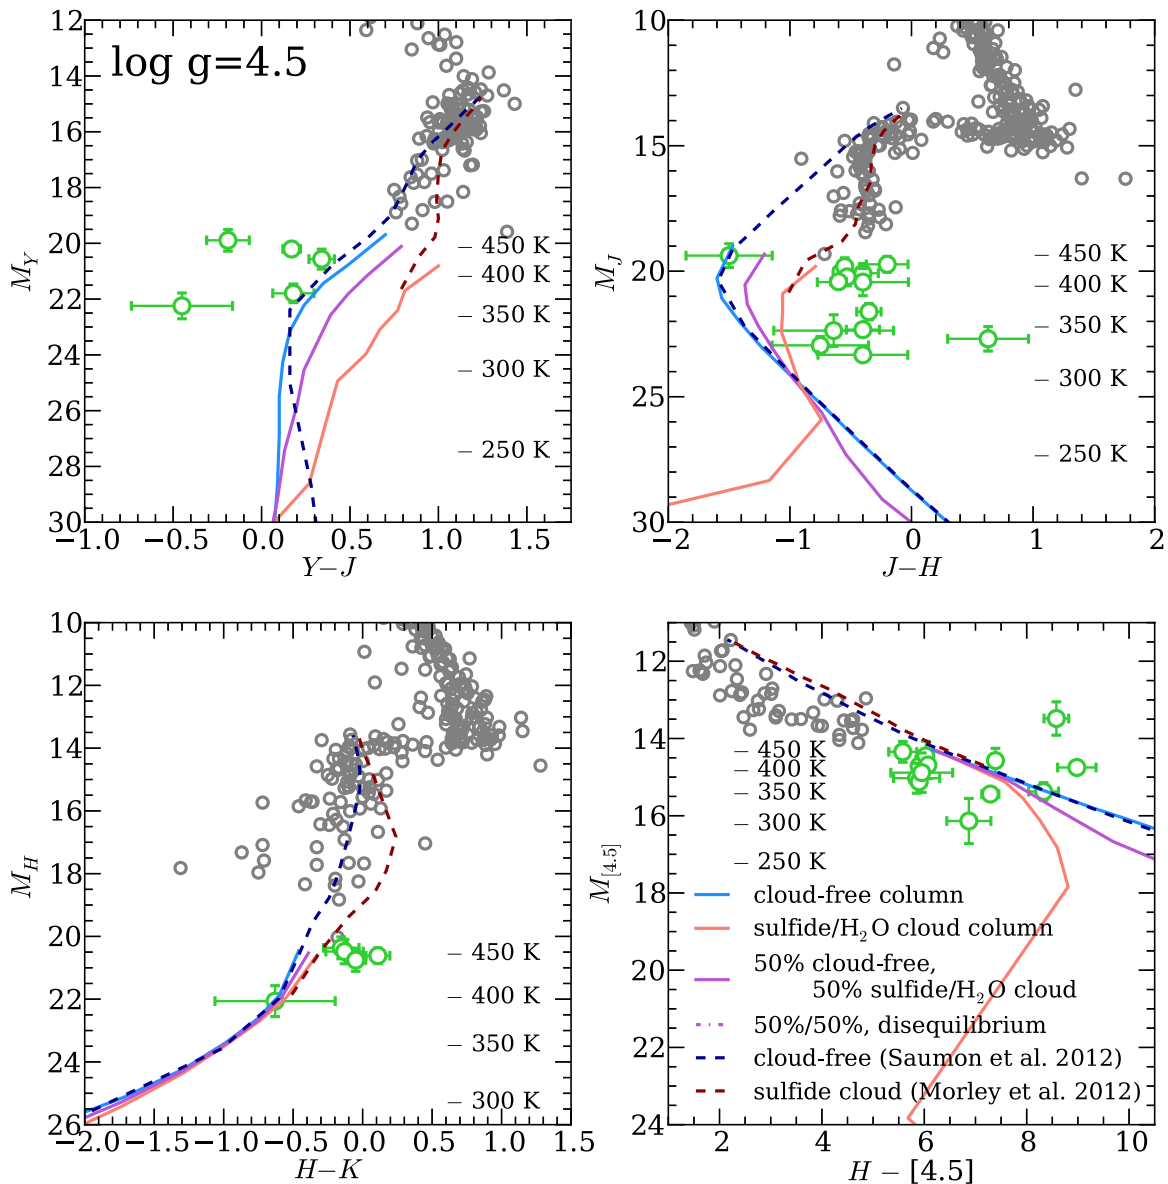 log g=4.5
12
14
16
18
20
22
24
26
28
30
M_Y
− 450 K
− 400 K
− 350 K
− 300 K
− 250 K
−1.0 −0.5 0.0 0.5 1.0 1.5
Y−J
10
15
20
25
30
M_J
− 450 K
− 400 K
− 350 K
− 300 K
− 250 K
−2 −1 0 1 2
J−H
10
12
14
16
18
20
22
24
26
M_H
− 450 K
− 400 K
− 350 K
− 300 K
−2.0 −1.5 −1.0 −0.5 0.0 0.5 1.0 1.5
H−K
12
14
16
18
20
22
24
M_[4.5]
− 450 K
− 400 K
− 350 K
− 300 K
− 250 K
cloud-free column
sulfide/H₂O cloud column
50% cloud-free,
50% sulfide/H₂O cloud
50%/50%, disequilibrium
cloud-free (Saumon et al. 2012)
sulfide cloud (Morley et al. 2012)
2 4 6 8 10
H − [4.5]